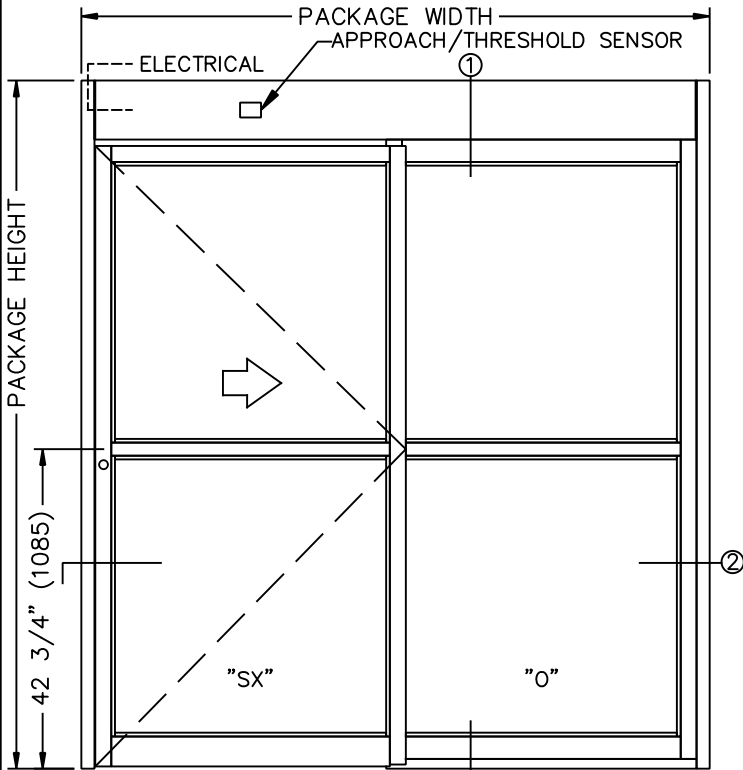 PACKAGE WIDTH
APPROACH/THRESHOLD SENSOR
ELECTRICAL
1
PACKAGE HEIGHT
42 3/4" (1085)
2
"SX"
"O"